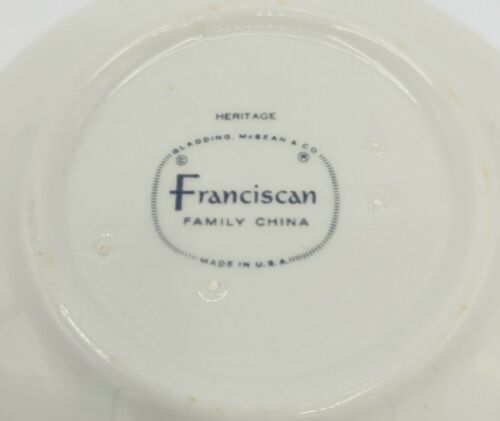 HERITAGE
GLADDING, McBEAN & CO
© ®
Franciscan
FAMILY CHINA
MADE IN U.S.A.